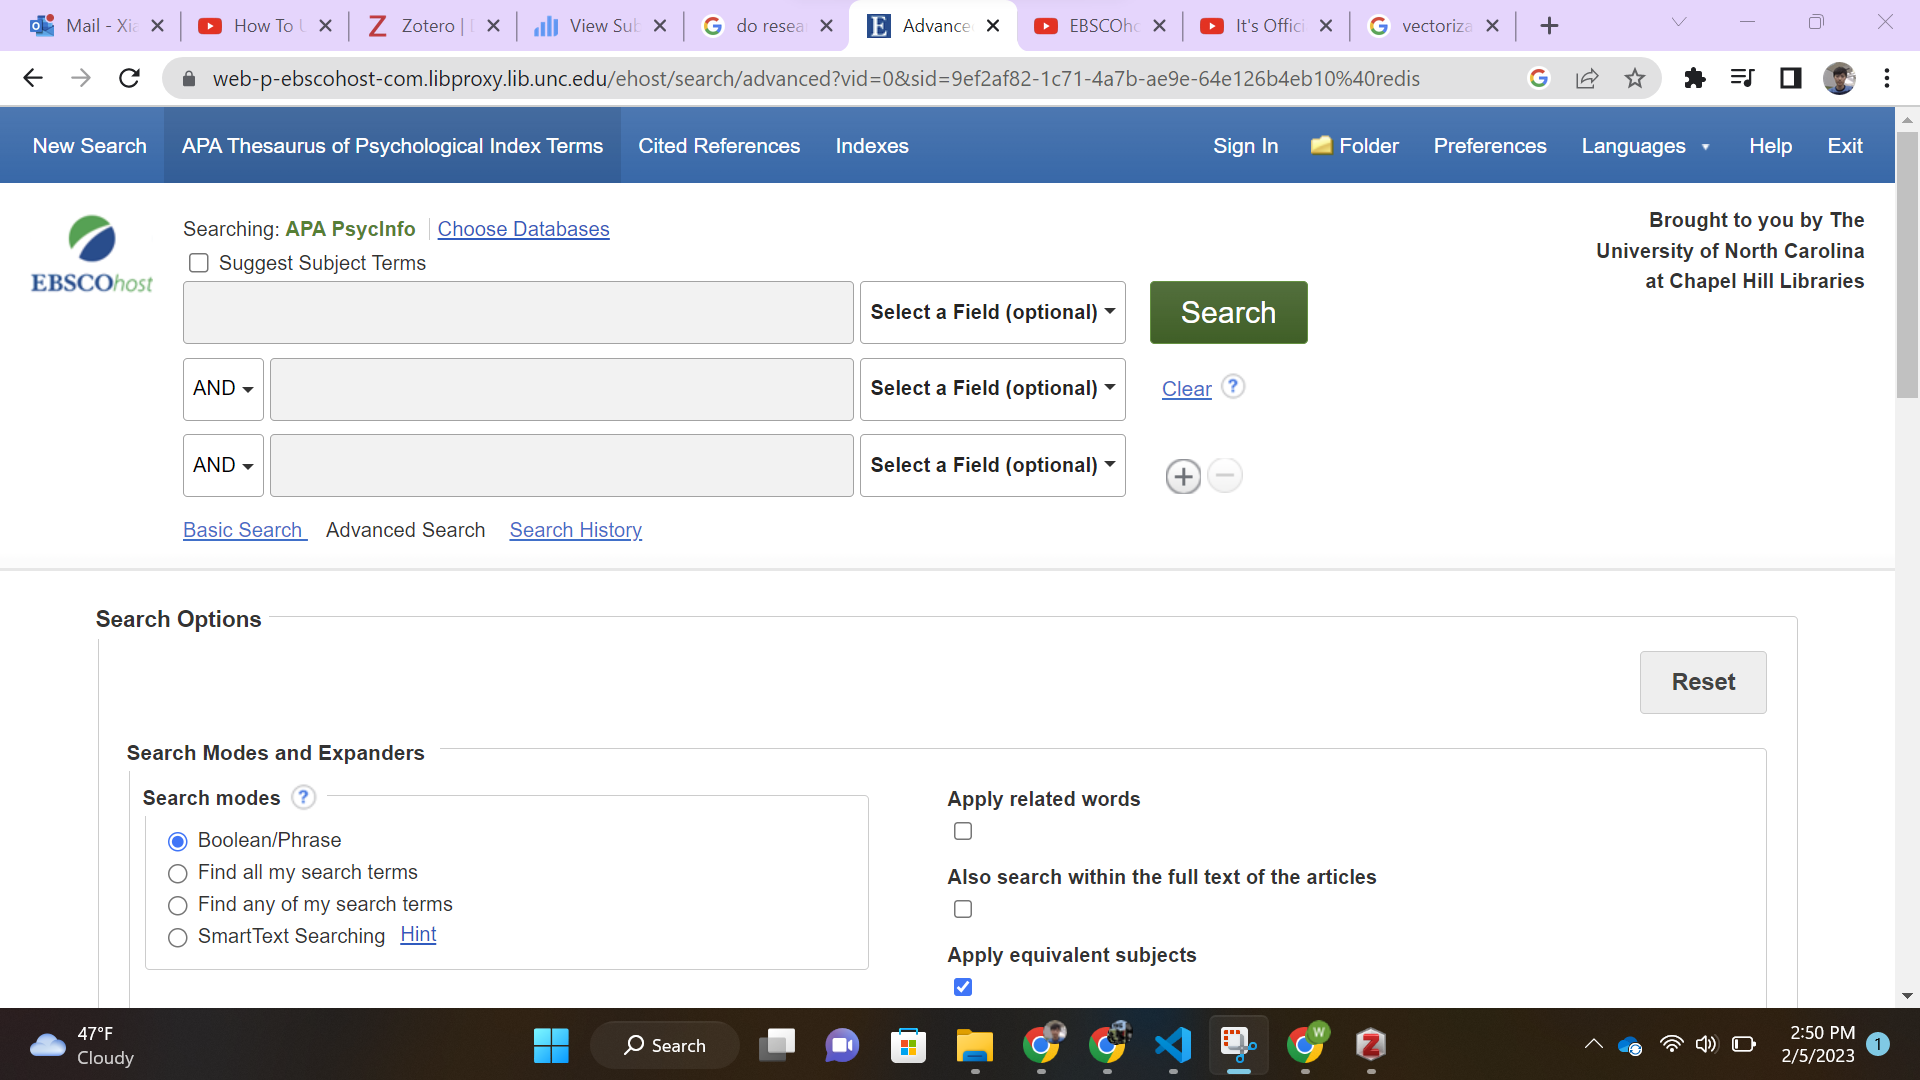 Mail - Xia
How To U
Zotero | D
View Sub
do resea
Advance
EBSCOho
It's Offici
vectoriza
web-p-ebscohost-com.libproxy.lib.unc.edu/ehost/search/advanced?vid=0&sid=9ef2af82-1c71-4a7b-ae9e-64e126b4eb10%40redis
New Search APA Thesaurus of Psychological Index Terms Cited References Indexes Sign In Folder Preferences Languages Help Exit
EBSCOhost
Searching: APA PsycInfo Choose Databases
Suggest Subject Terms
Brought to you by The
University of North Carolina
at Chapel Hill Libraries
Select a Field (optional) Search
AND Select a Field (optional) Clear ?
AND Select a Field (optional)
Basic Search Advanced Search Search History
Search Options
Reset
Search Modes and Expanders
Search modes ?
Boolean/Phrase
Find all my search terms
Find any of my search terms
SmartText Searching Hint
Apply related words
Also search within the full text of the articles
Apply equivalent subjects
47°F
Cloudy
Search
W
2:50 PM
2/5/2023
1